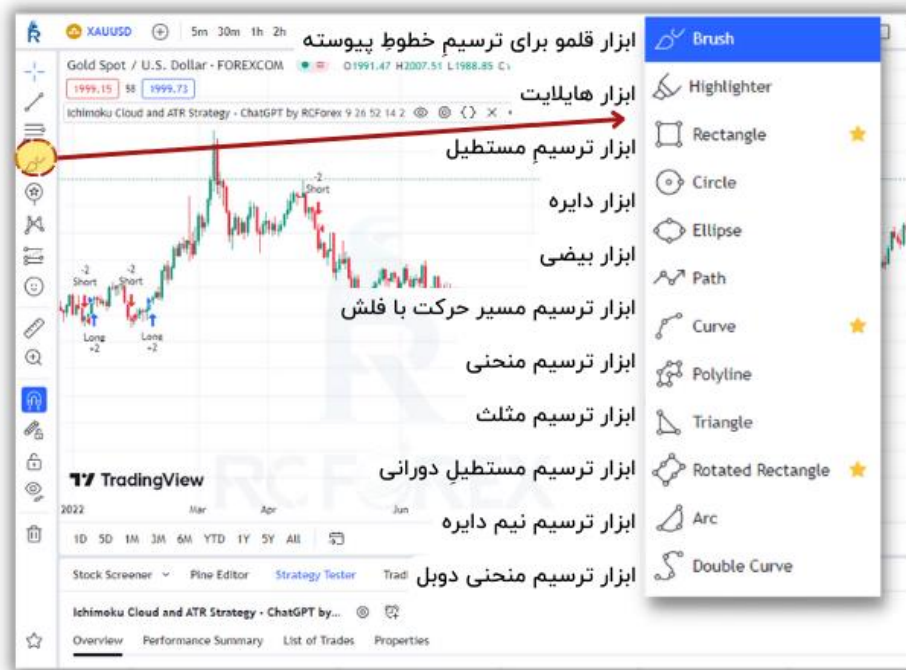 XAUUSD 5m 30m 1h 2h
Gold Spot / U.S. Dollar - FOREXCOM O1991.47 H2007.51 L1988.85
1999.15 58 1999.73
Ichimoku Cloud and ATR Strategy - ChatGPT by RCForex 9 26 52 14 2
ابزار قلمو برای ترسیمِ خطوطِ پیوسته
Brush
ابزار هایلایت
Highlighter
ابزار ترسیمِ مستطیل
Rectangle
ابزار دایره
Circle
ابزار بیضی
Ellipse
ابزار ترسیم مسیر حرکت با فلش
Path
ابزار ترسیم منحنی
Curve
Polyline
ابزار ترسیم مثلث
Triangle
ابزار ترسیم مستطیلِ دورانی
Rotated Rectangle
ابزار ترسیم نیم دایره
Arc
ابزار ترسیم منحنی دوبل
Double Curve
-2
Short
-2
Short
-2
Short
Long
+2
Long
+2
RC FOREX
TradingView
2022 Mar Apr Jun
1D 5D 1M 3M 6M YTD 1Y 5Y All
Stock Screener Pine Editor Strategy Tester
Ichimoku Cloud and ATR Strategy - ChatGPT by...
Overview Performance Summary List of Trades Properties